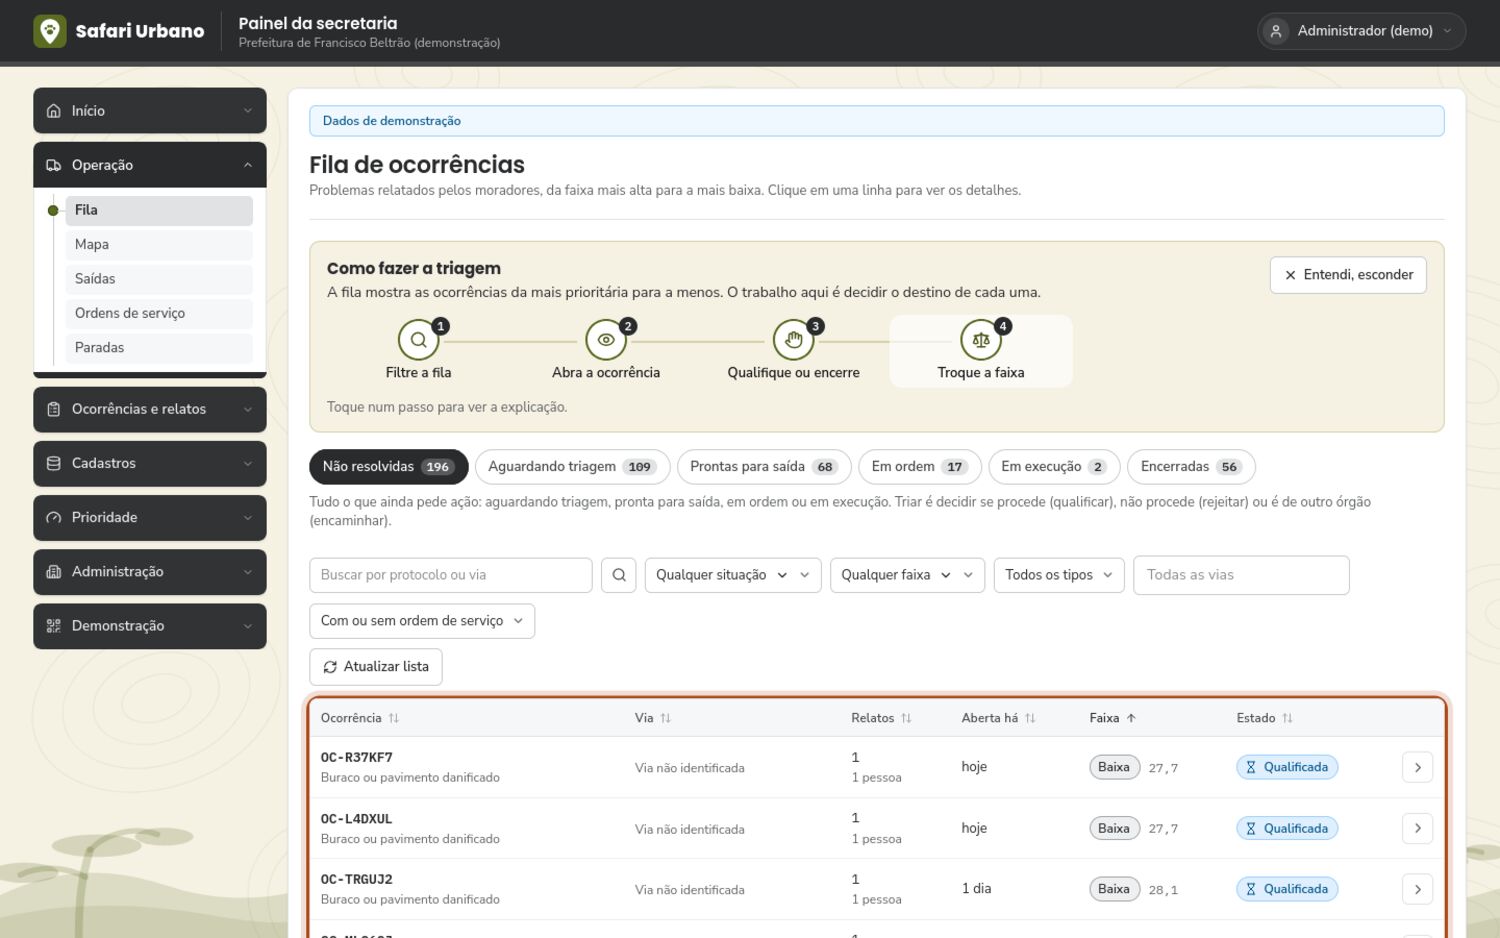 Safari Urbano
Painel da secretaria
Prefeitura de Francisco Beltrão (demonstração)
Administrador (demo)
Início
Operação
Fila
Mapa
Saídas
Ordens de serviço
Paradas
Ocorrências e relatos
Cadastros
Prioridade
Administração
Demonstração
Dados de demonstração
Fila de ocorrências
Problemas relatados pelos moradores, da faixa mais alta para a mais baixa. Clique em uma linha para ver os detalhes.
Como fazer a triagem
Entendi, esconder
A fila mostra as ocorrências da mais prioritária para a menos. O trabalho aqui é decidir o destino de cada uma.
1 2 3 4
Filtre a fila Abra a ocorrência Qualifique ou encerre Troque a faixa
Toque num passo para ver a explicação.
Não resolvidas 196 Aguardando triagem 109 Prontas para saída 68 Em ordem 17 Em execução 2 Encerradas 56
Tudo o que ainda pede ação: aguardando triagem, pronta para saída, em ordem ou em execução. Triar é decidir se procede (qualificar), não procede (rejeitar) ou é de outro órgão
(encaminhar).
Buscar por protocolo ou via Qualquer situação Qualquer faixa Todos os tipos Todas as vias
Com ou sem ordem de serviço
Atualizar lista
Ocorrência Via Relatos Aberta há Faixa Estado
OC-R37KF7 1
Buraco ou pavimento danificado Via não identificada 1 pessoa hoje Baixa 27,7 Qualificada
OC-L4DXUL 1
Buraco ou pavimento danificado Via não identificada 1 pessoa hoje Baixa 27,7 Qualificada
OC-TRGUJ2 1
Buraco ou pavimento danificado Via não identificada 1 pessoa 1 dia Baixa 28,1 Qualificada